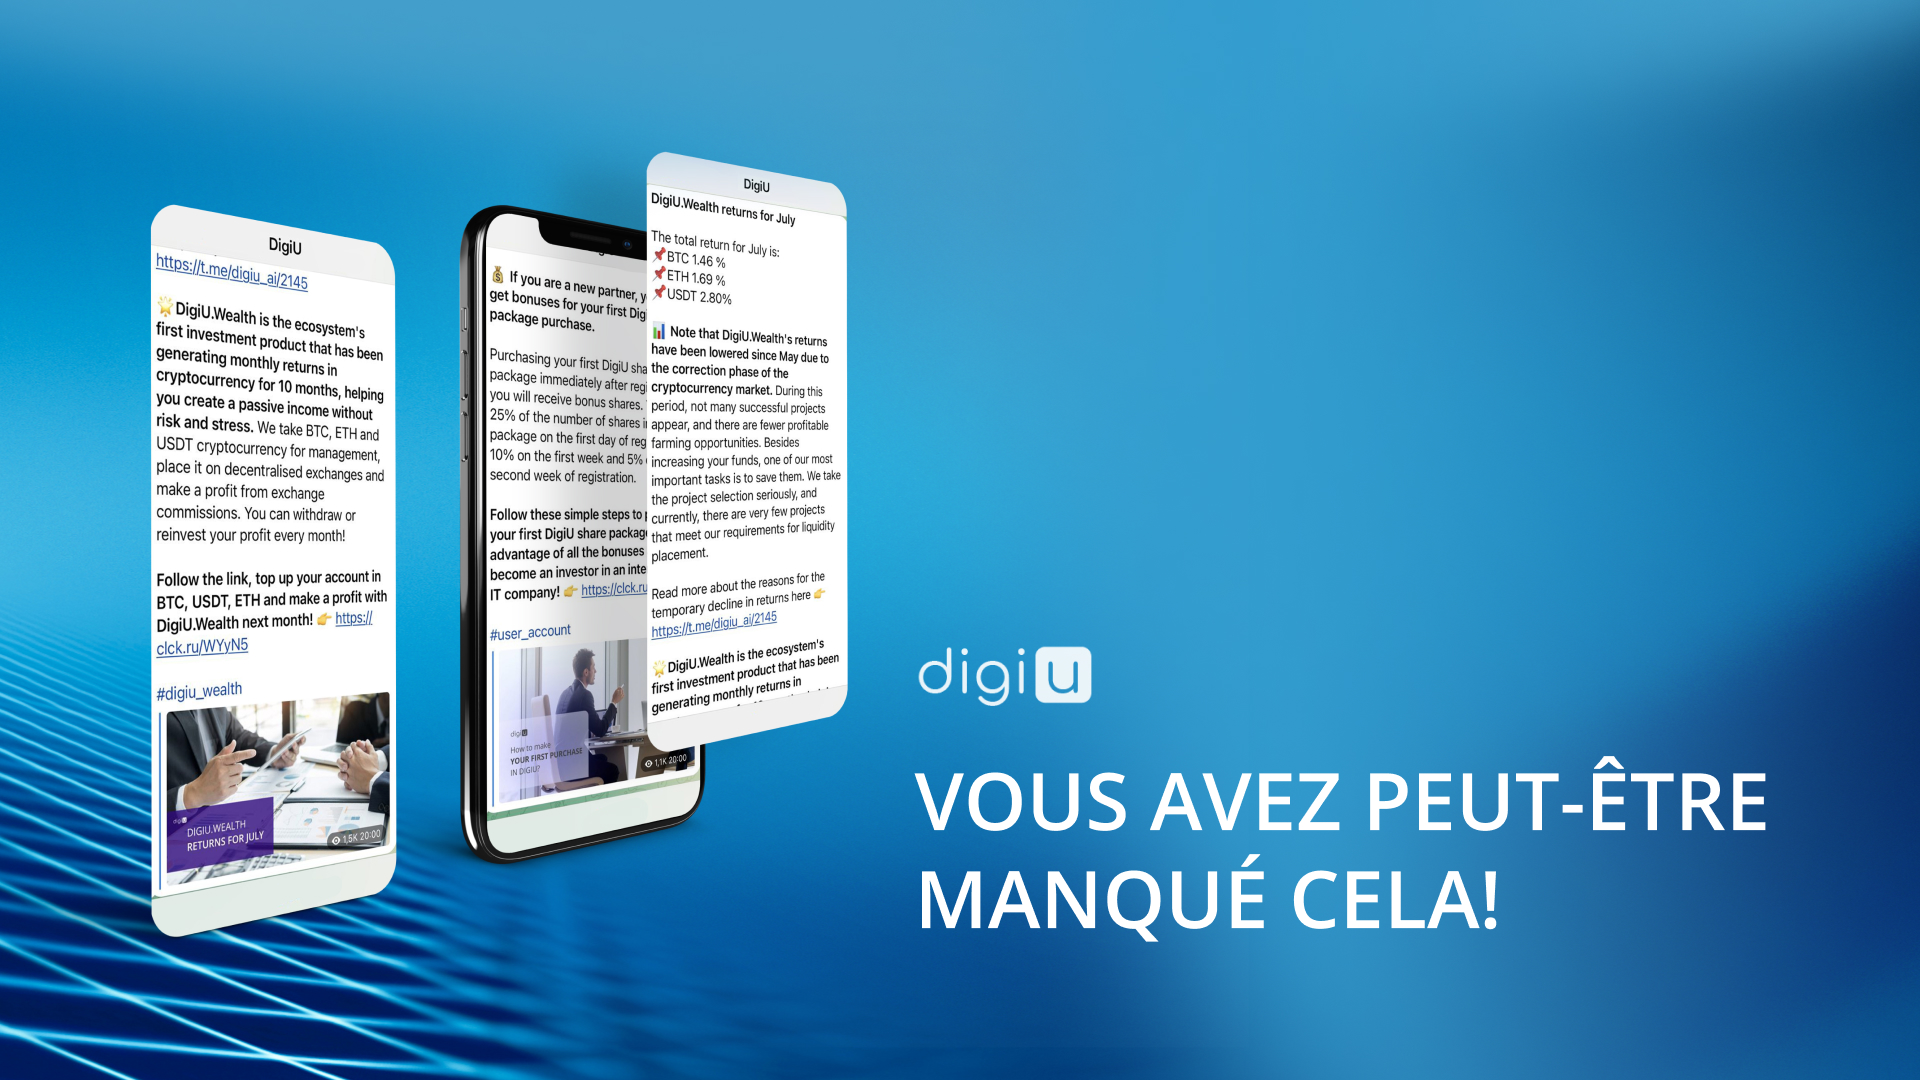 DigiU
https://t.me/digiu_ai/2145
🌟DigiU.Wealth is the ecosystem's
first investment product that has been
generating monthly returns in
cryptocurrency for 10 months, helping
you create a passive income without
risk and stress. We take BTC, ETH and
USDT cryptocurrency for management,
place it on decentralised exchanges and
make a profit from exchange
commissions. You can withdraw or
reinvest your profit every month!
Follow the link, top up your account in
BTC, USDT, ETH and make a profit with
DigiU.Wealth next month! 👉 https://
clck.ru/WYyN5
#digiu_wealth
digiU
DIGIU.WEALTH
RETURNS FOR JULY
1,5K 20:00
💰 If you are a new partner,
get bonuses for your first
package purchase.
Purchasing your first DigiU
package immediately after
you will receive bonus shares.
25% of the number of shares
package on the first day of
10% on the first week and 5%
second week of registration.
Follow these simple steps to
your first DigiU share
advantage of all the bonuses
become an investor in an
IT company! 👉 https://clck.ru
#user_account
digiU
How to make
YOUR FIRST PURCHASE
IN DIGIU?
1,1K 20:00
DigiU
DigiU.Wealth returns for July
The total return for July is:
📌BTC 1.46 %
📌ETH 1.69 %
📌USDT 2.80%
📊 Note that DigiU.Wealth's returns
have been lowered since May due to
the correction phase of the
cryptocurrency market. During this
period, not many successful projects
appear, and there are fewer profitable
farming opportunities. Besides
increasing your funds, one of our most
important tasks is to save them. We take
the project selection seriously, and
currently, there are very few projects
that meet our requirements for liquidity
placement.
Read more about the reasons for the
temporary decline in returns here 👉
https://t.me/digiu_ai/2145
🌟DigiU.Wealth is the ecosystem's
first investment product that has been
generating monthly returns in
digiU
VOUS AVEZ PEUT-ÊTRE
MANQUÉ CELA!